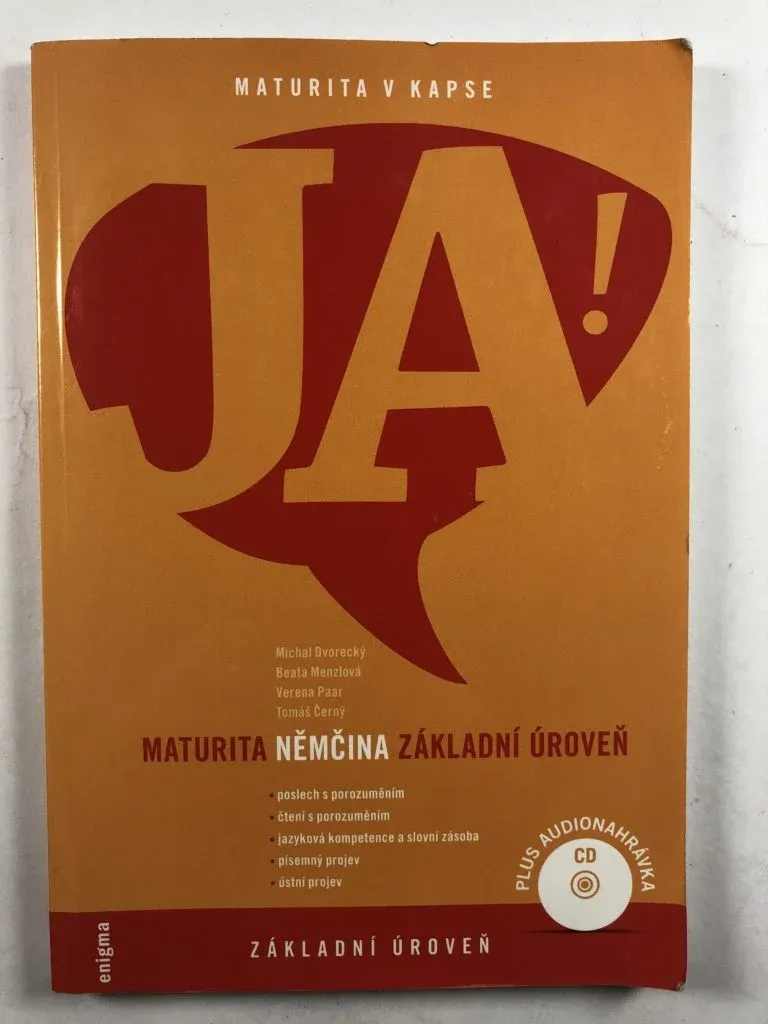 MATURITA V KAPSE
JA!
Michal Dvorecký
Beata Menzlová
Verena Paar
Tomáš Černý
MATURITA NĚMČINA ZÁKLADNÍ ÚROVEŇ
• poslech s porozuměním
• čtení s porozuměním
• jazyková kompetence a slovní zásoba
• písemný projev
• ústní projev
PLUS AUDIONAHRÁVKA
CD
ZÁKLADNÍ ÚROVEŇ
enigma